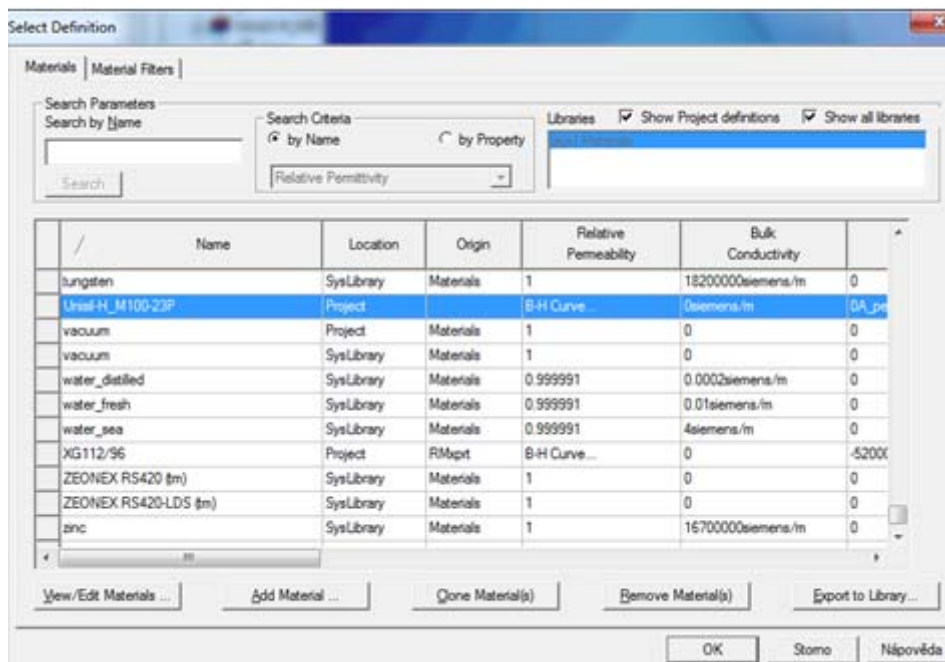 Select Definition
Materials Material Filters
Search Parameters
Search by Name
Search
Search Criteria
by Name by Property
Relative Permittivity
Libraries Show Project definitions Show all libraries
Name Location Origin Relative Permeability Bulk Conductivity
tungsten SysLibrary Materials 1 18200000siemens/m 0
Unisil-H_M100-23P Project B-H Curve... 0siemens/m 0A_pe
vacuum Project Materials 1 0 0
vacuum SysLibrary Materials 1 0 0
water_distilled SysLibrary Materials 0.999991 0.0002siemens/m 0
water_fresh SysLibrary Materials 0.999991 0.01siemens/m 0
water_sea SysLibrary Materials 0.999991 4siemens/m 0
XG112/96 Project RMxprt B-H Curve... 0 -52000
ZEONEX RS420 (tm) SysLibrary Materials 1 0 0
ZEONEX RS420-LDS (tm) SysLibrary Materials 1 0 0
zinc SysLibrary Materials 1 16700000siemens/m 0
View/Edit Materials ... Add Material ... Clone Material(s) Remove Material(s) Export to Library...
OK Storno Nápověda